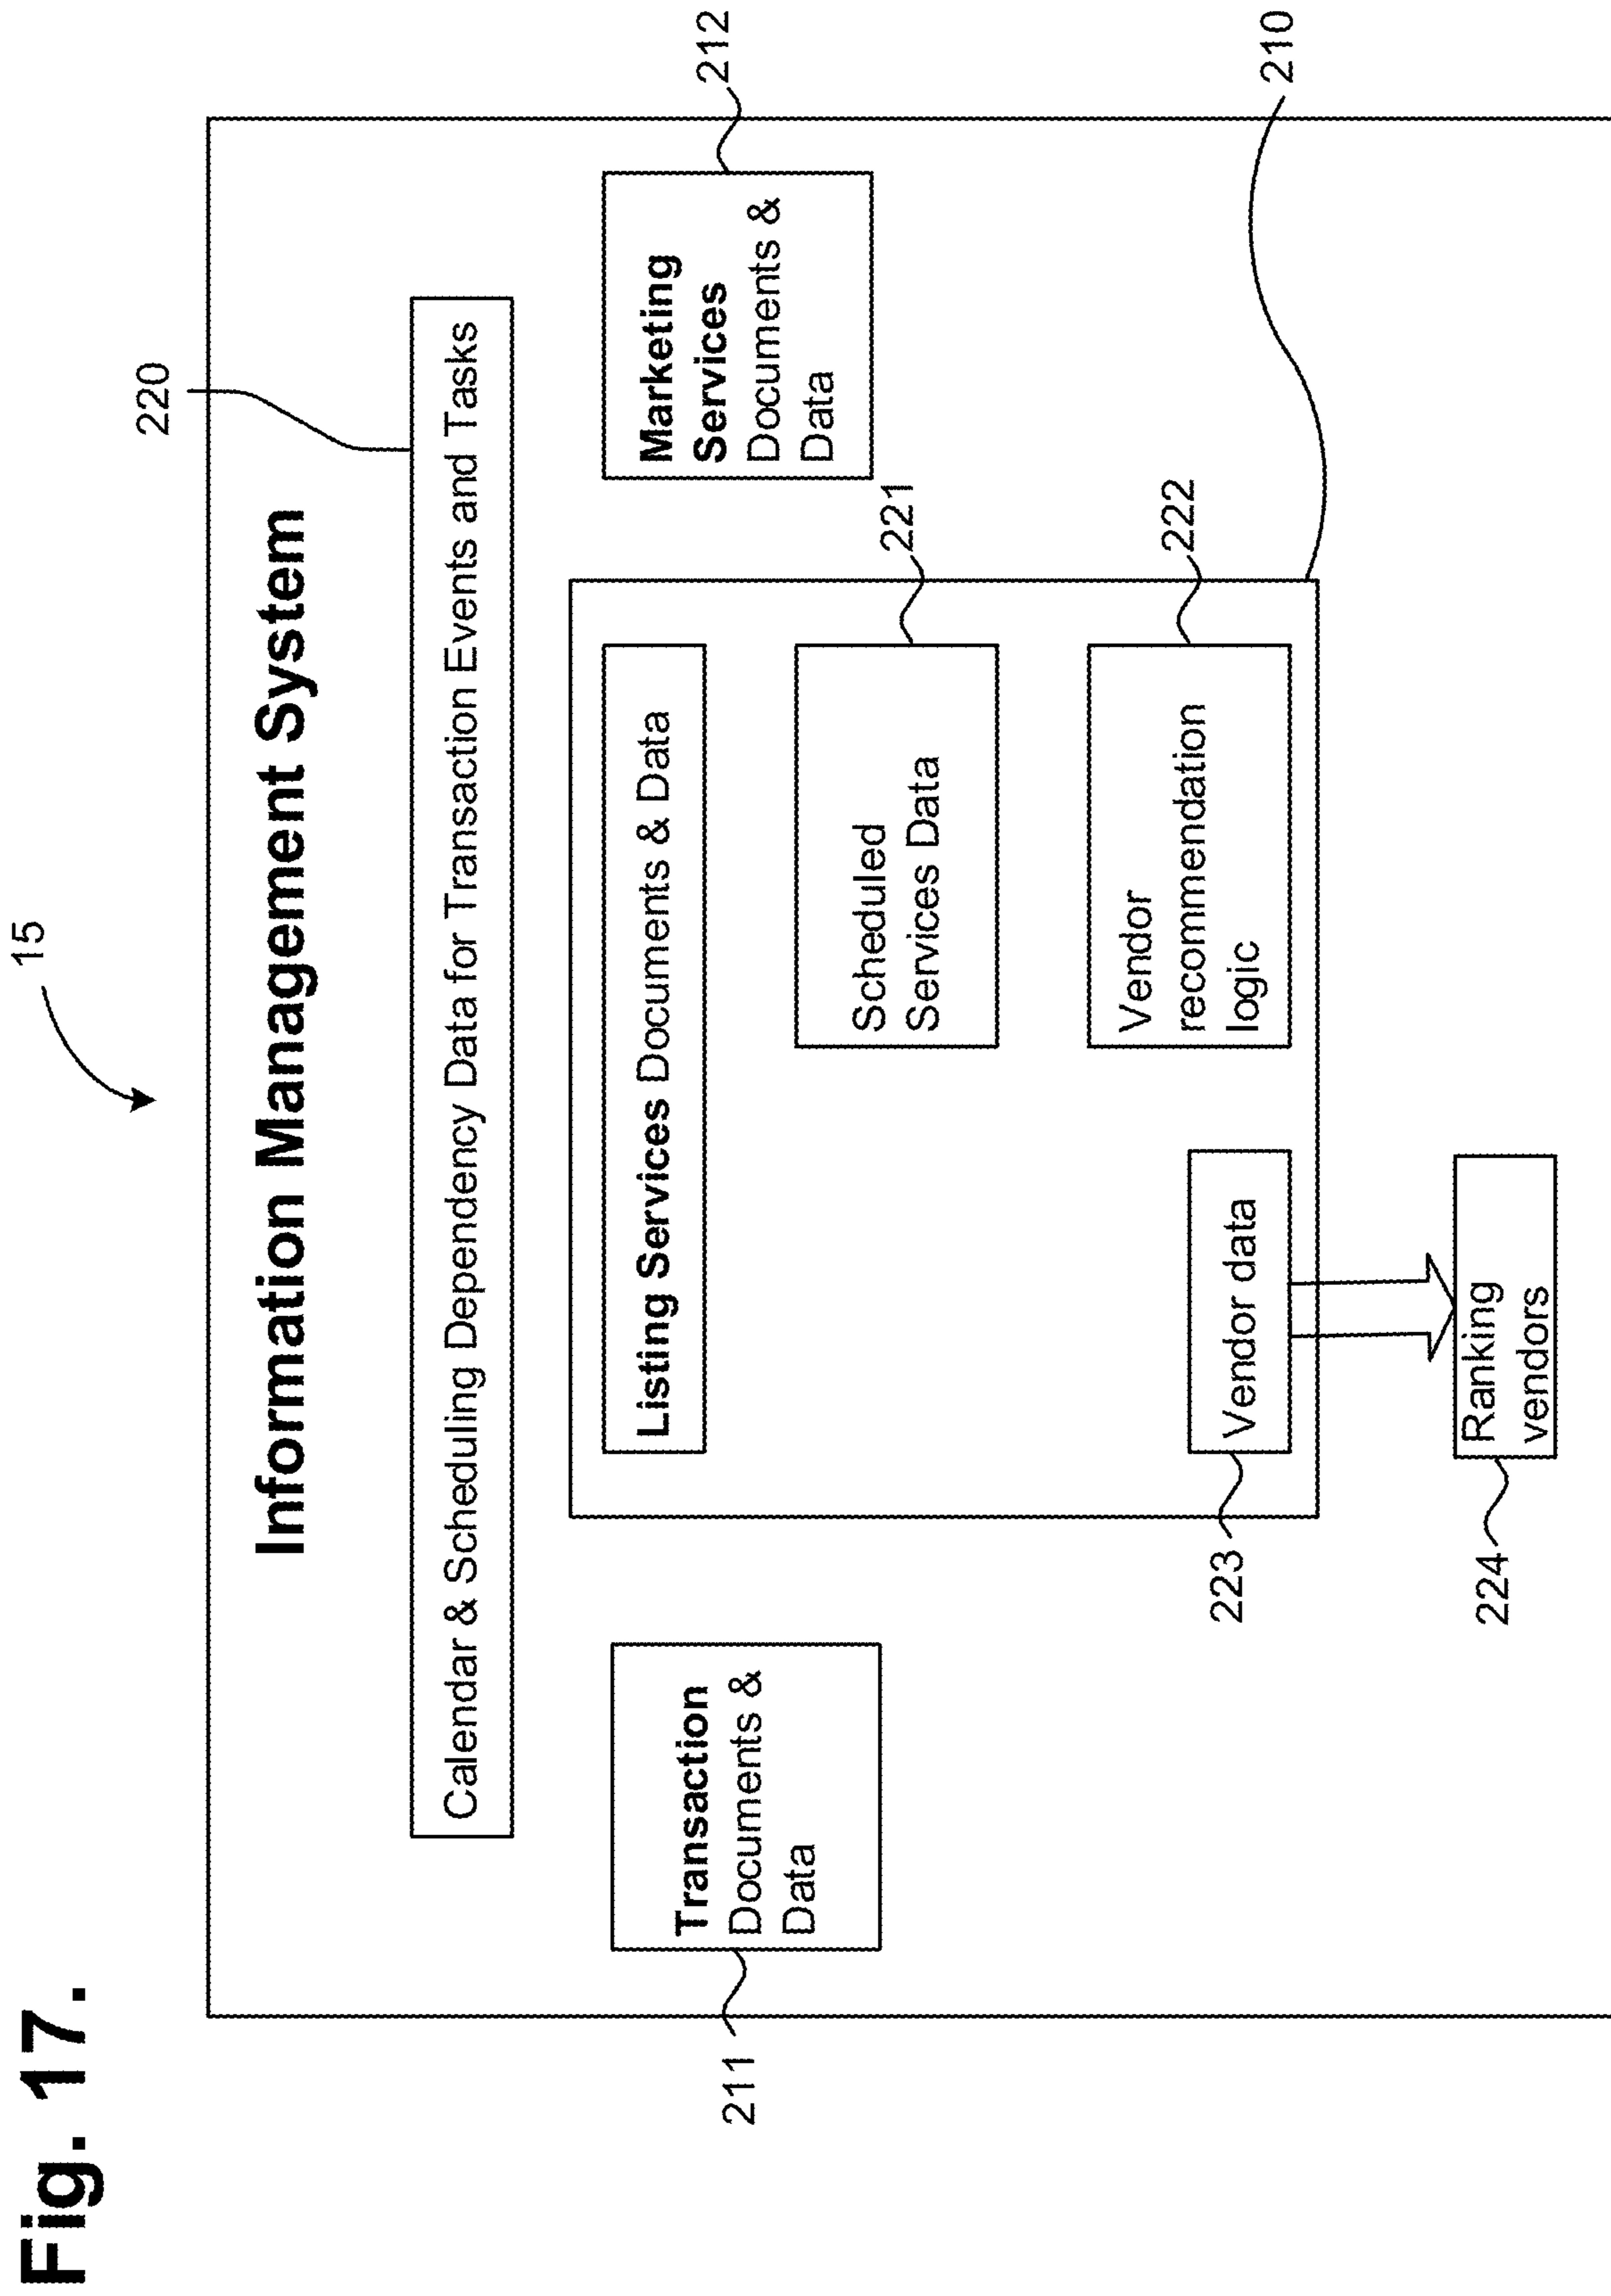 Fig. 17.
15
Information Management System
220
Calendar & Scheduling Dependency Data for Transaction Events and Tasks
211
Transaction
Documents &
Data
Listing Services Documents & Data
Marketing
Services
Documents &
Data
212
Scheduled
Services Data
221
223
Vendor data
Vendor
recommendation
logic
222
210
224
Ranking
vendors